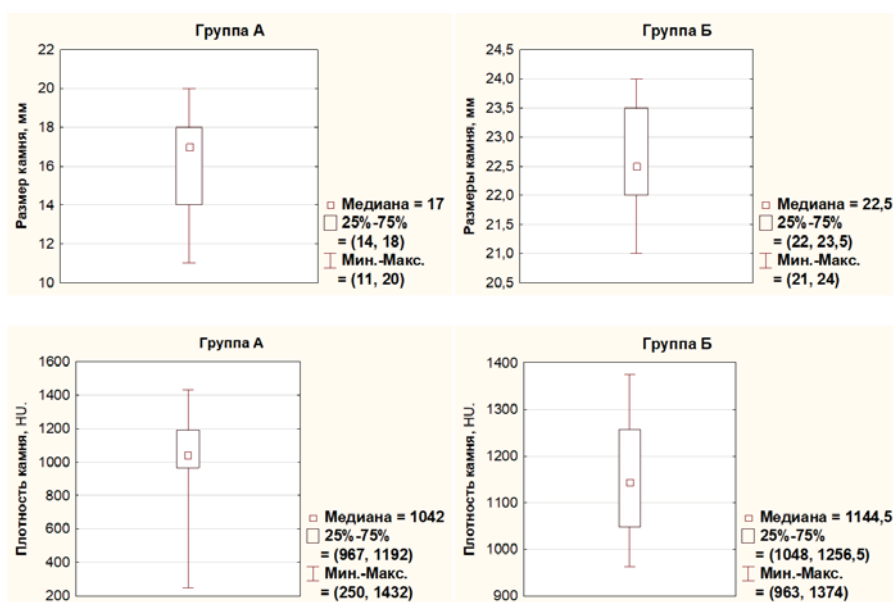 Группа А
22
20
18
16
14
12
10
Размер камня, мм
Медиана = 17
25%-75%
= (14, 18)
Мин.-Макс.
= (11, 20)
Группа Б
24,5
24,0
23,5
23,0
22,5
22,0
21,5
21,0
20,5
Размеры камня, мм
Медиана = 22,5
25%-75%
= (22, 23,5)
Мин.-Макс.
= (21, 24)
Группа А
1600
1400
1200
1000
800
600
400
200
Плотность камня, HU.
Медиана = 1042
25%-75%
= (967, 1192)
Мин.-Макс.
= (250, 1432)
Группа Б
1400
1300
1200
1100
1000
900
Плотность камня, HU.
Медиана = 1144,5
25%-75%
= (1048, 1256,5)
Мин.-Макс.
= (963, 1374)